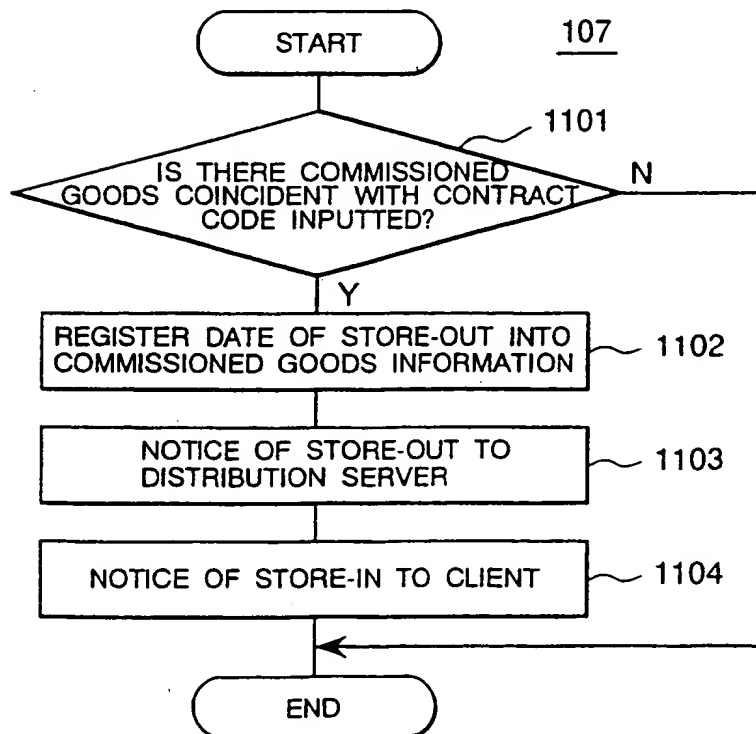 START
107
1101
IS THERE COMMISSIONED
GOODS COINCIDENT WITH CONTRACT
CODE INPUTTED?
N
Y
REGISTER DATE OF STORE-OUT INTO
COMMISSIONED GOODS INFORMATION
1102
NOTICE OF STORE-OUT TO
DISTRIBUTION SERVER
1103
NOTICE OF STORE-IN TO CLIENT
1104
END